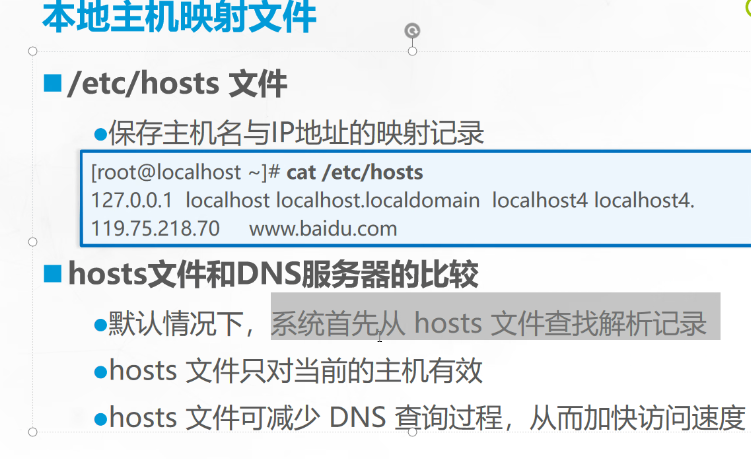 本地主机映射文件
■/etc/hosts 文件
●保存主机名与IP地址的映射记录
[root@localhost ~]# cat /etc/hosts
127.0.0.1 localhost localhost.localdomain localhost4 localhost4.
119.75.218.70 www.baidu.com
■hosts文件和DNS服务器的比较
●默认情况下，系统首先从 hosts 文件查找解析记录
●hosts 文件只对当前的主机有效
●hosts 文件可减少 DNS 查询过程，从而加快访问速度